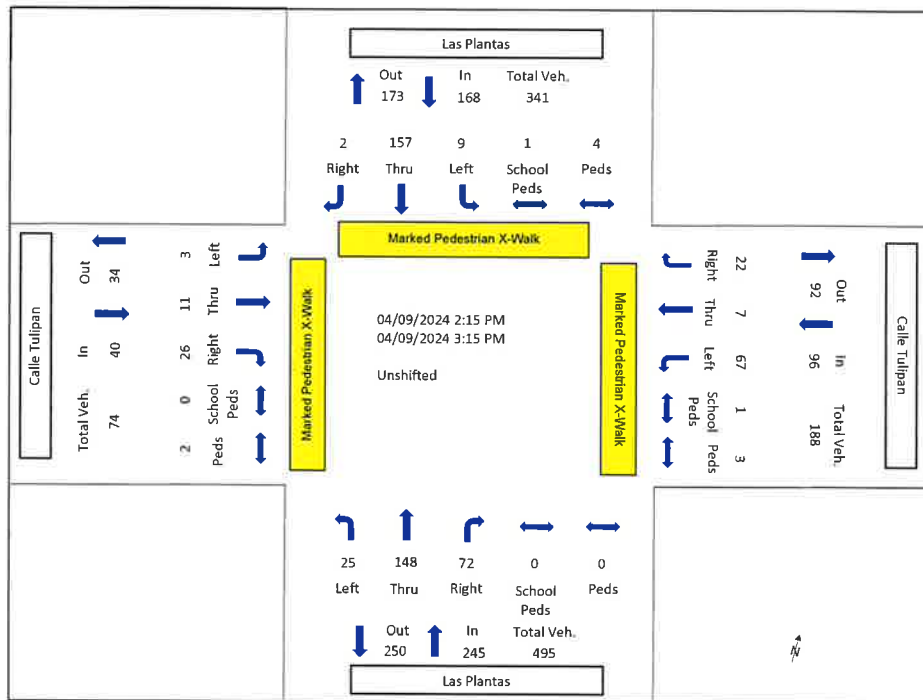 Las Plantas
Out In Total Veh.
173 168 341
2 157 9 1 4
Right Thru Left School Peds Peds
Marked Pedestrian X-Walk
Calle Tulipan
Out In Total Veh.
34 40 74
3 11 26 0 2
Left Thru Right School Peds Peds
Marked Pedestrian X-Walk
04/09/2024 2:15 PM
04/09/2024 3:15 PM
Unshifted
Marked Pedestrian X-Walk
Right Thru Left School Peds Peds
22 7 67 1 3
92 96 188
Out In Total Veh.
Calle Tulipan
25 148 72 0 0
Left Thru Right School Peds Peds
Out In Total Veh.
250 245 495
Las Plantas
N